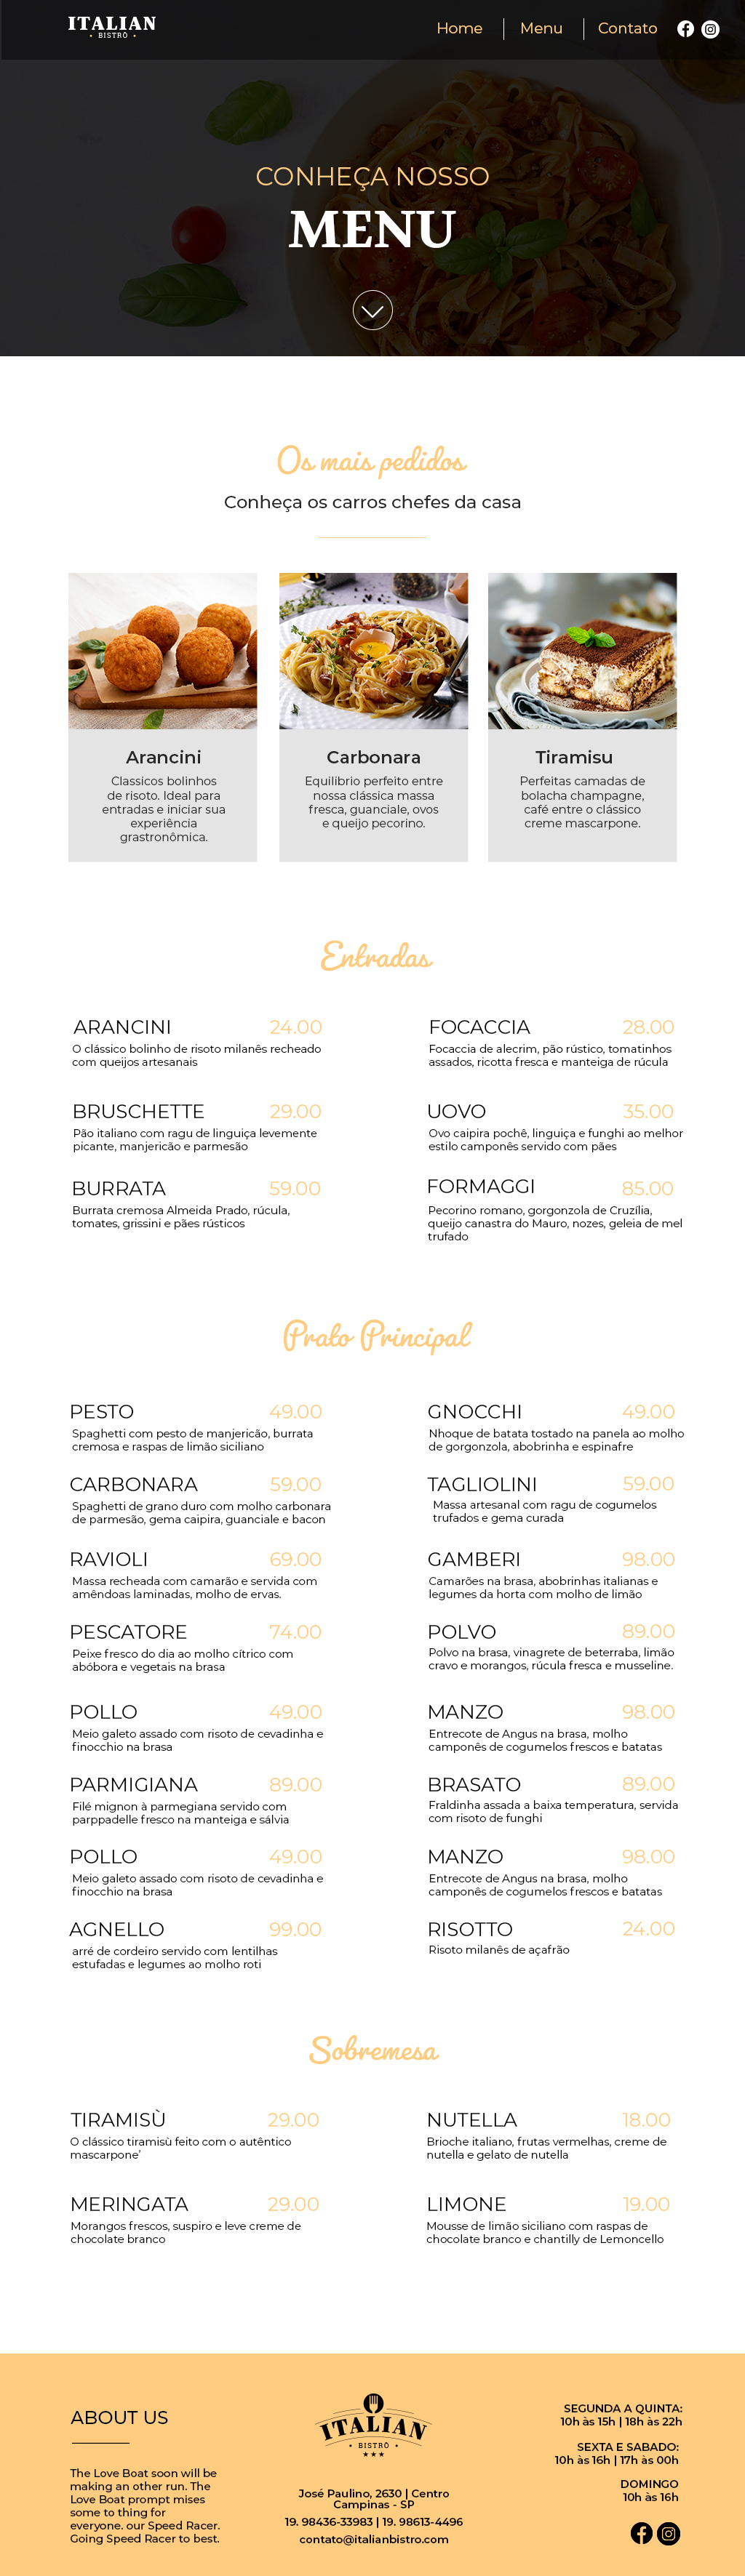 ITALIAN
BISTRÔ
Home
Menu
Contato
CONHEÇA NOSSO
MENU
Os mais pedidos
Conheça os carros chefes da casa
Arancini
Classicos bolinhos
de risoto. Ideal para
entradas e iniciar sua
experiência
grastronômica.
Carbonara
Equilibrio perfeito entre
nossa clássica massa
fresca, guanciale, ovos
e queijo pecorino.
Tiramisu
Perfeitas camadas de
bolacha champagne,
café entre o clássico
creme mascarpone.
Entradas
ARANCINI 24.00
O clássico bolinho de risoto milanês recheado
com queijos artesanais
FOCACCIA 28.00
Focaccia de alecrim, pão rústico, tomatinhos
assados, ricotta fresca e manteiga de rúcula
BRUSCHETTE 29.00
Pão italiano com ragu de linguiça levemente
picante, manjericão e parmesão
UOVO 35.00
Ovo caipira pochê, linguiça e funghi ao melhor
estilo camponês servido com pães
BURRATA 59.00
Burrata cremosa Almeida Prado, rúcula,
tomates, grissini e pães rústicos
FORMAGGI 85.00
Pecorino romano, gorgonzola de Cruzília,
queijo canastra do Mauro, nozes, geleia de mel
trufado
Prato Principal
PESTO 49.00
Spaghetti com pesto de manjericão, burrata
cremosa e raspas de limão siciliano
GNOCCHI 49.00
Nhoque de batata tostado na panela ao molho
de gorgonzola, abobrinha e espinafre
CARBONARA 59.00
Spaghetti de grano duro com molho carbonara
de parmesão, gema caipira, guanciale e bacon
TAGLIOLINI 59.00
Massa artesanal com ragu de cogumelos
trufados e gema curada
RAVIOLI 69.00
Massa recheada com camarão e servida com
amêndoas laminadas, molho de ervas.
GAMBERI 98.00
Camarões na brasa, abobrinhas italianas e
legumes da horta com molho de limão
PESCATORE 74.00
Peixe fresco do dia ao molho cítrico com
abóbora e vegetais na brasa
POLVO 89.00
Polvo na brasa, vinagrete de beterraba, limão
cravo e morangos, rúcula fresca e musseline.
POLLO 49.00
Meio galeto assado com risoto de cevadinha e
finocchio na brasa
MANZO 98.00
Entrecote de Angus na brasa, molho
camponês de cogumelos frescos e batatas
PARMIGIANA 89.00
Filé mignon à parmegiana servido com
parppadelle fresco na manteiga e sálvia
BRASATO 89.00
Fraldinha assada a baixa temperatura, servida
com risoto de funghi
POLLO 49.00
Meio galeto assado com risoto de cevadinha e
finocchio na brasa
MANZO 98.00
Entrecote de Angus na brasa, molho
camponês de cogumelos frescos e batatas
AGNELLO 99.00
arré de cordeiro servido com lentilhas
estufadas e legumes ao molho roti
RISOTTO 24.00
Risoto milanês de açafrão
Sobremesa
TIRAMISÙ 29.00
O clássico tiramisù feito com o autêntico
mascarpone'
NUTELLA 18.00
Brioche italiano, frutas vermelhas, creme de
nutella e gelato de nutella
MERINGATA 29.00
Morangos frescos, suspiro e leve creme de
chocolate branco
LIMONE 19.00
Mousse de limão siciliano com raspas de
chocolate branco e chantilly de Lemoncello
ABOUT US
The Love Boat soon will be
making an other run. The
Love Boat prompt mises
some to thing for
everyone. our Speed Racer.
Going Speed Racer to best.
ITALIAN
BISTRÔ
José Paulino, 2630 | Centro
Campinas - SP
19. 98436-33983 | 19. 98613-4496
contato@italianbistro.com
SEGUNDA A QUINTA:
10h às 15h | 18h às 22h
SEXTA E SABADO:
10h às 16h | 17h às 00h
DOMINGO
10h às 16h